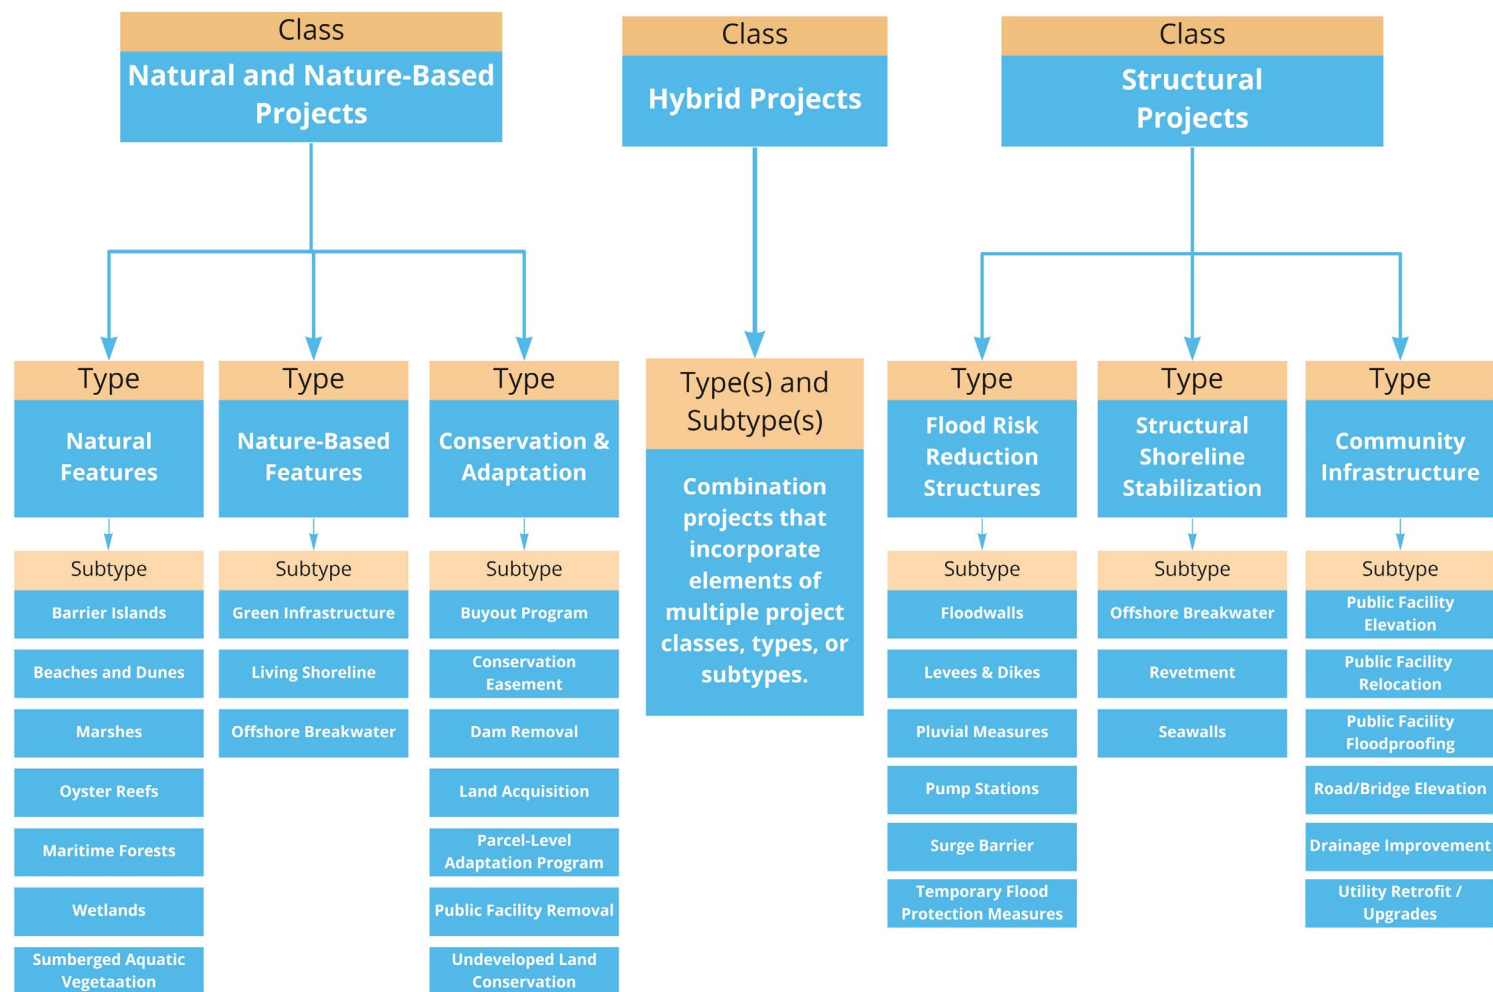 Class
Natural and Nature-Based
Projects
Class
Hybrid Projects
Class
Structural
Projects
Type
Natural
Features
Subtype
Barrier Islands
Beaches and Dunes
Marshes
Oyster Reefs
Maritime Forests
Wetlands
Sumberged Aquatic
Vegetaation
Type
Nature-Based
Features
Subtype
Green Infrastructure
Living Shoreline
Offshore Breakwater
Type
Conservation &
Adaptation
Subtype
Buyout Program
Conservation
Easement
Dam Removal
Land Acquisition
Parcel-Level
Adaptation Program
Public Facility Removal
Undeveloped Land
Conservation
Type(s) and
Subtype(s)
Combination
projects that
incorporate
elements of
multiple project
classes, types, or
subtypes.
Type
Flood Risk
Reduction
Structures
Subtype
Floodwalls
Levees & Dikes
Pluvial Measures
Pump Stations
Surge Barrier
Temporary Flood
Protection Measures
Type
Structural
Shoreline
Stabilization
Subtype
Offshore Breakwater
Revetment
Seawalls
Type
Community
Infrastructure
Subtype
Public Facility
Elevation
Public Facility
Relocation
Public Facility
Floodproofing
Road/Bridge Elevation
Drainage Improvement
Utility Retrofit /
Upgrades